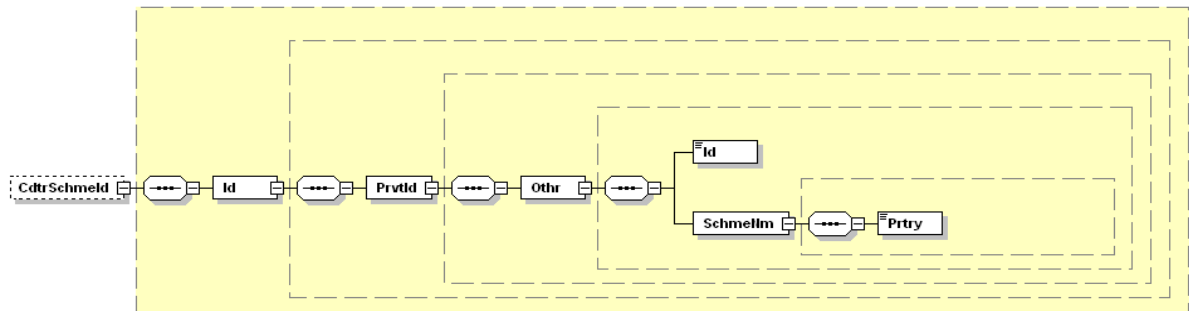 Id
CdtrSchmeId
Id
PrvtId
Othr
SchmeNm
Prtry